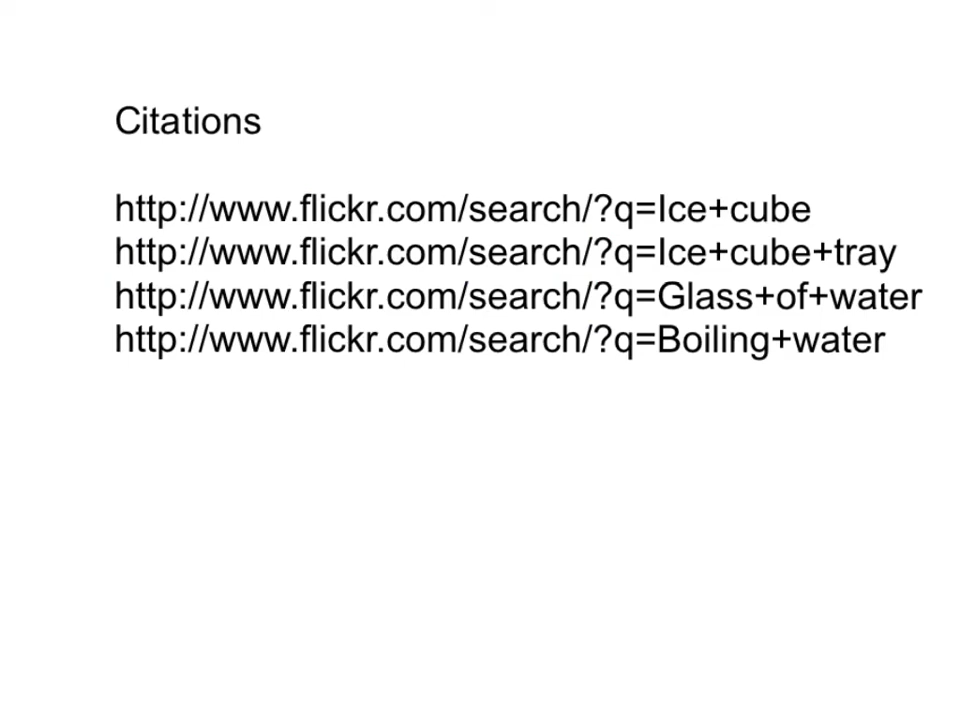 Citations
http://www.flickr.com/search/?q=Ice+cube
http://www.flickr.com/search/?q=Ice+cube+tray
http://www.flickr.com/search/?q=Glass+of+water
http://www.flickr.com/search/?q=Boiling+water